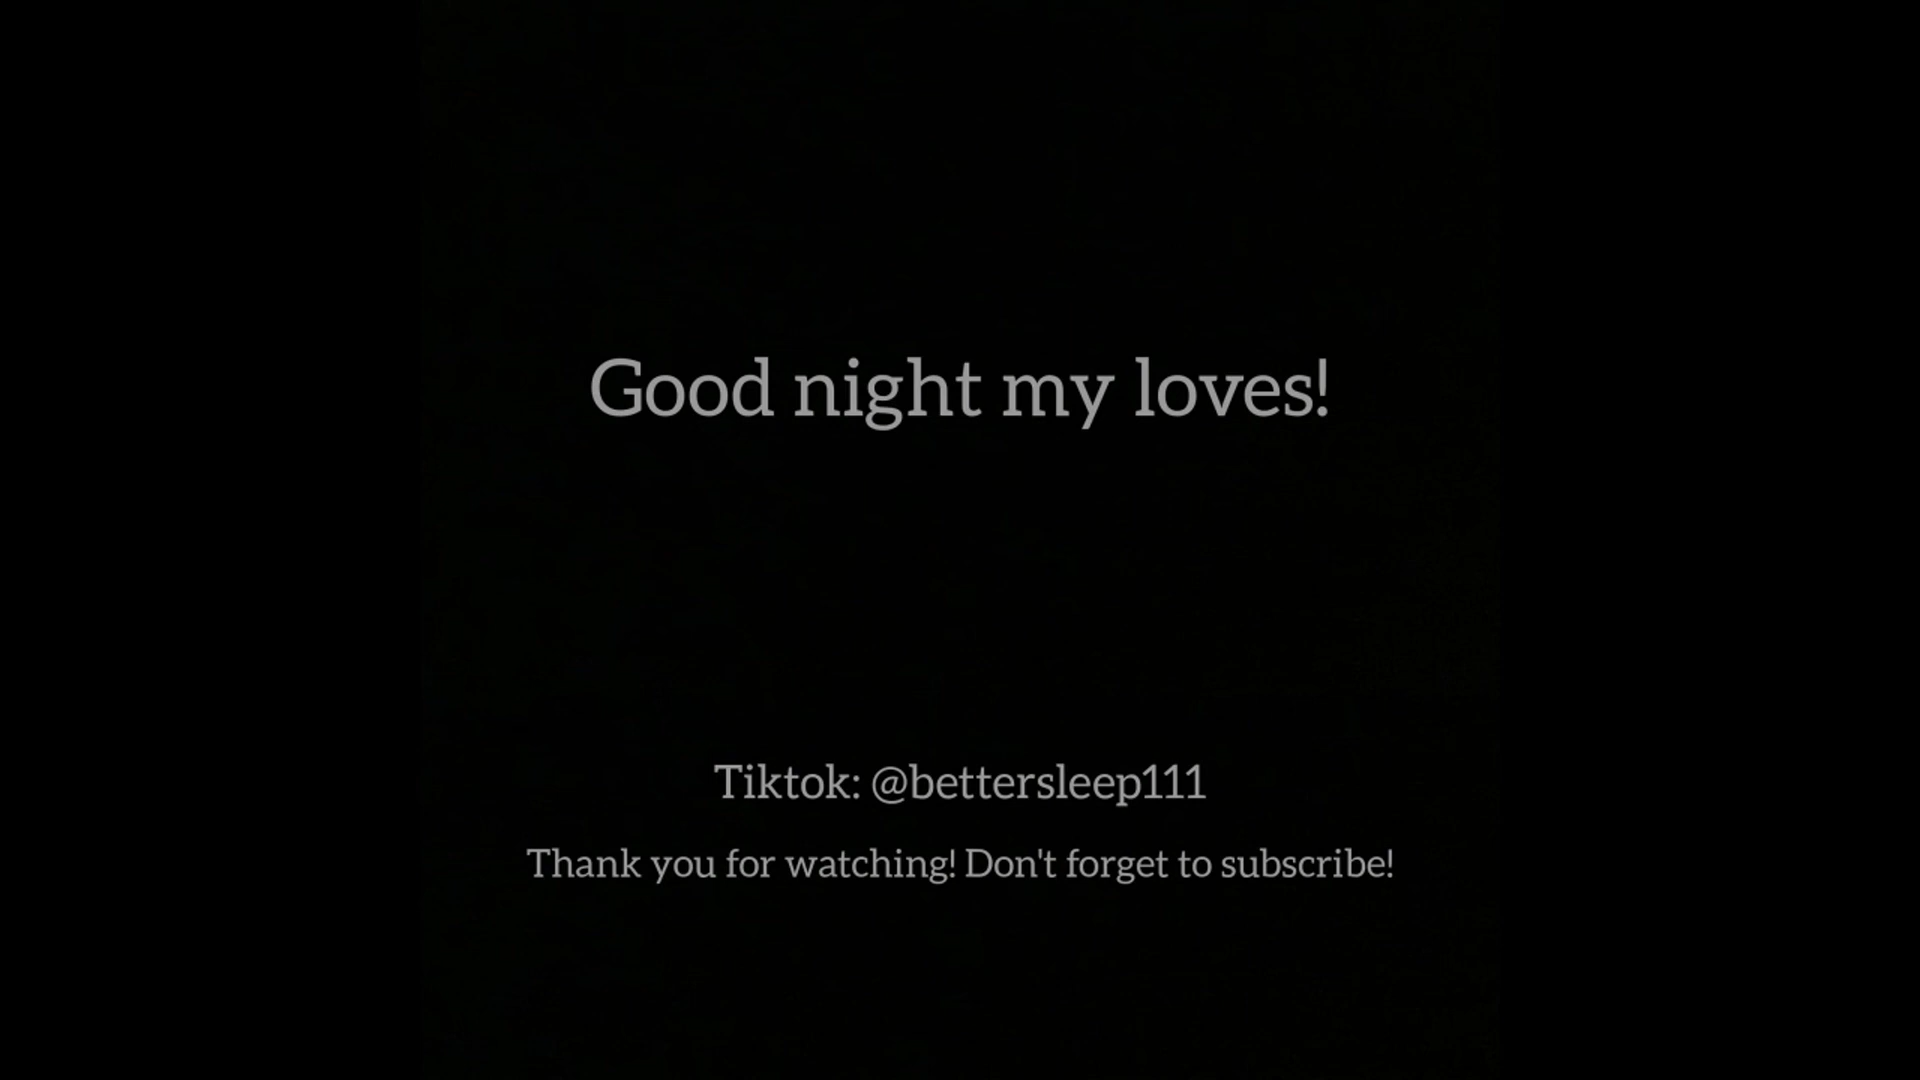 Good night my loves!
Tiktok: @bettersleep111
Thank you for watching! Don't forget to subscribe!